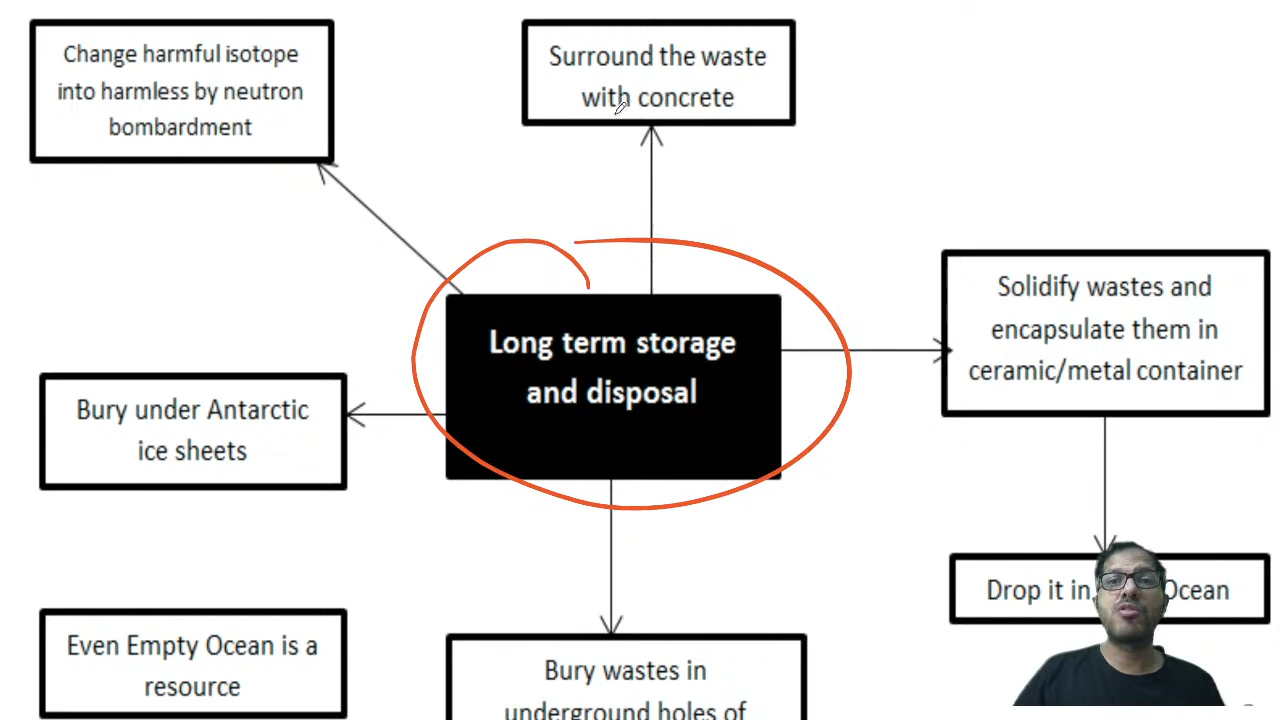 Change harmful isotope
into harmless by neutron
bombardment
Surround the waste
with concrete
Long term storage
and disposal
Solidify wastes and
encapsulate them in
ceramic/metal container
Bury under Antarctic
ice sheets
Drop it in Ocean
Even Empty Ocean is a
resource
Bury wastes in
underground holes of